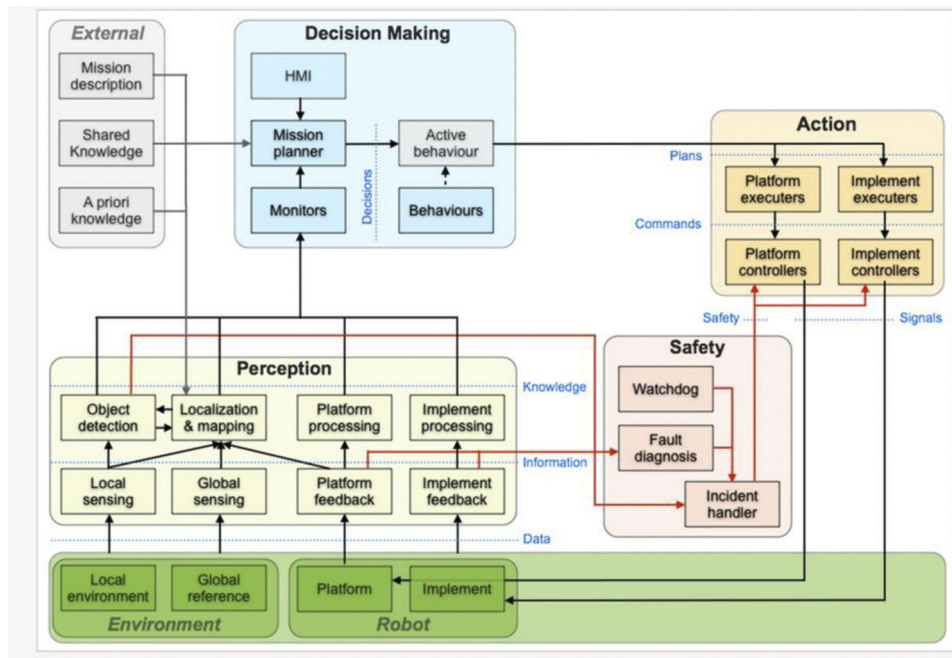 External
Mission
description
Shared
Knowledge
A priori
knowledge
Decision Making
HMI
Mission
planner
Monitors
Decisions
Active
behaviour
Behaviours
Action
Plans
Platform
executers
Implement
executers
Commands
Platform
controllers
Implement
controllers
Safety
Signals
Perception
Knowledge
Object
detection
Localization
& mapping
Platform
processing
Implement
processing
Information
Local
sensing
Global
sensing
Platform
feedback
Implement
feedback
Safety
Watchdog
Fault
diagnosis
Incident
handler
Data
Local
environment
Global
reference
Environment
Platform
Implement
Robot